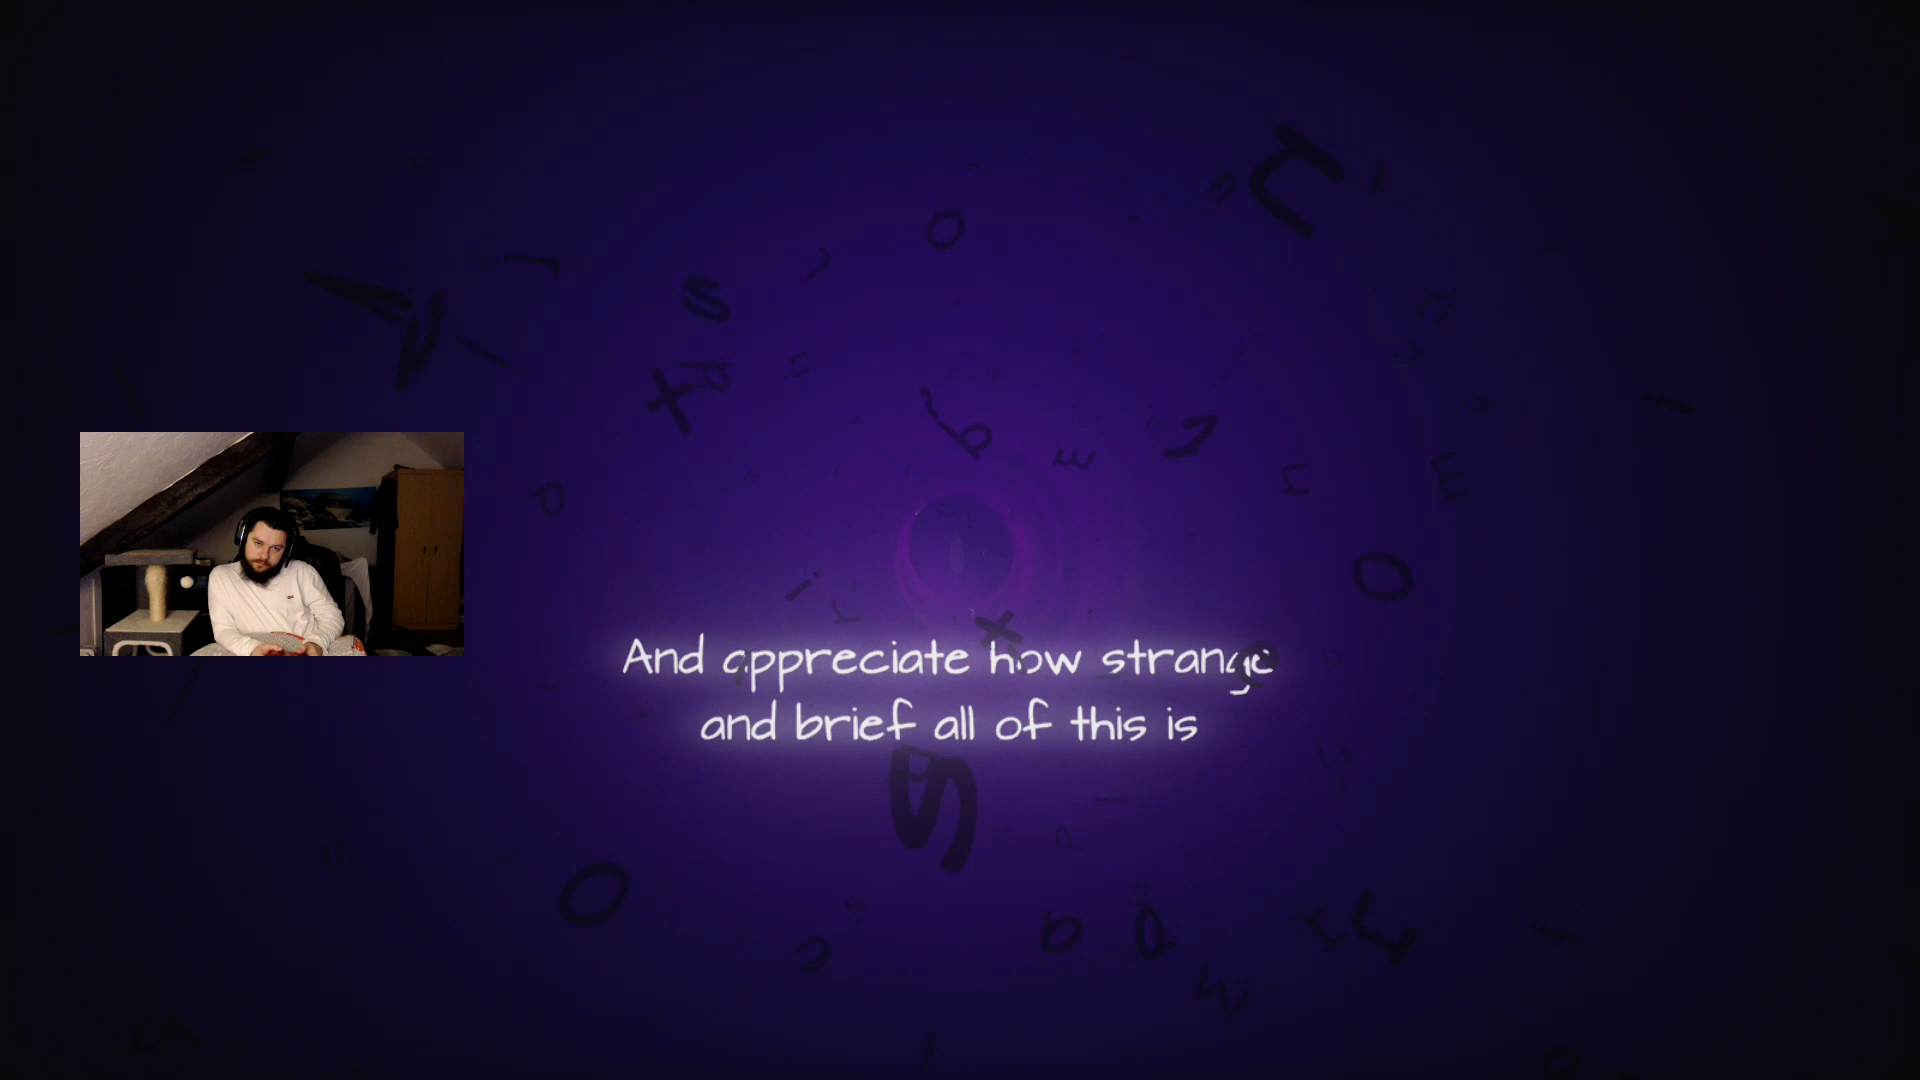 And appreciate how strange
and brief all of this is